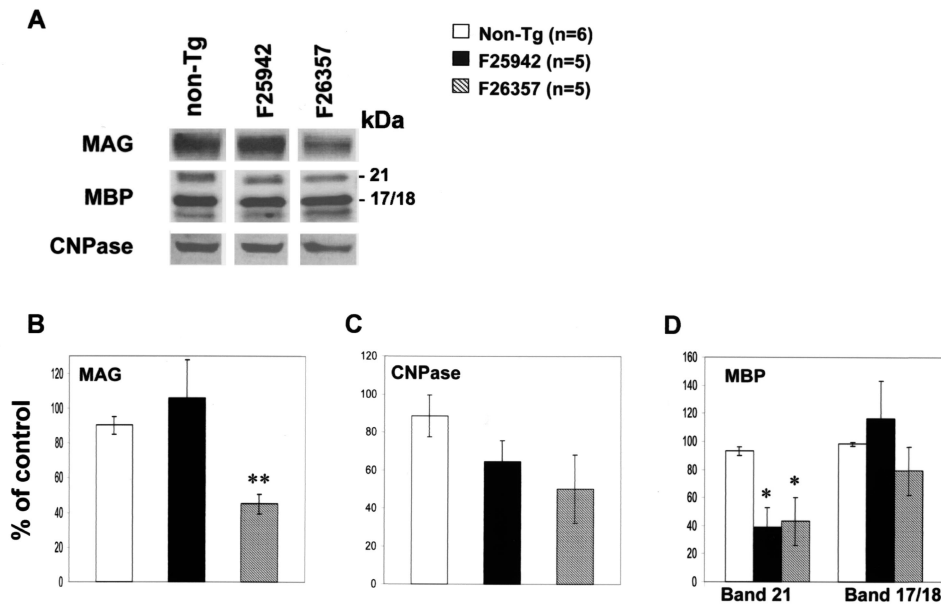 A
non-Tg
F25942
F26357
kDa
MAG
MBP
CNPase
- 21
- 17/18
Non-Tg (n=6)
F25942 (n=5)
F26357 (n=5)
B
% of control
MAG
120
100
80
60
40
20
0
**
C
CNPase
120
100
80
60
40
20
0
D
MBP
160
140
120
100
80
60
40
20
0
*
*
Band 21
Band 17/18